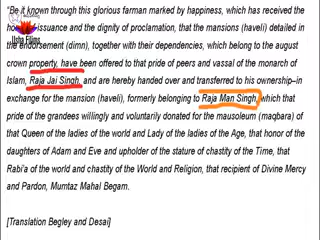 "Be it known through this glorious farman marked by happiness, which has received the
ho issuance and the dignity of proclamation, that the mansions (haveli) detailed in
the endorsement (dimn), together with their dependencies, which belong to the august
crown property, have been offered to that pride of peers and vassal of the monarch of
Islam, Raja Jai Singh, and are hereby handed over and transferred to his ownership–in
exchange for the mansion (haveli), formerly belonging to Raja Man Singh, which that
pride of the grandees willingly and voluntarily donated for the mausoleum (maqbara) of
that Queen of the ladies of the world and Lady of the ladies of the Age, that honor of the
daughters of Adam and Eve and upholder of the stature of chastity of the Time, that
Rabi'a of the world and chastity of the World and Religion, that recipient of Divine Mercy
and Pardon, Mumtaz Mahal Begam.
[Translation Begley and Desai]
Usha Films